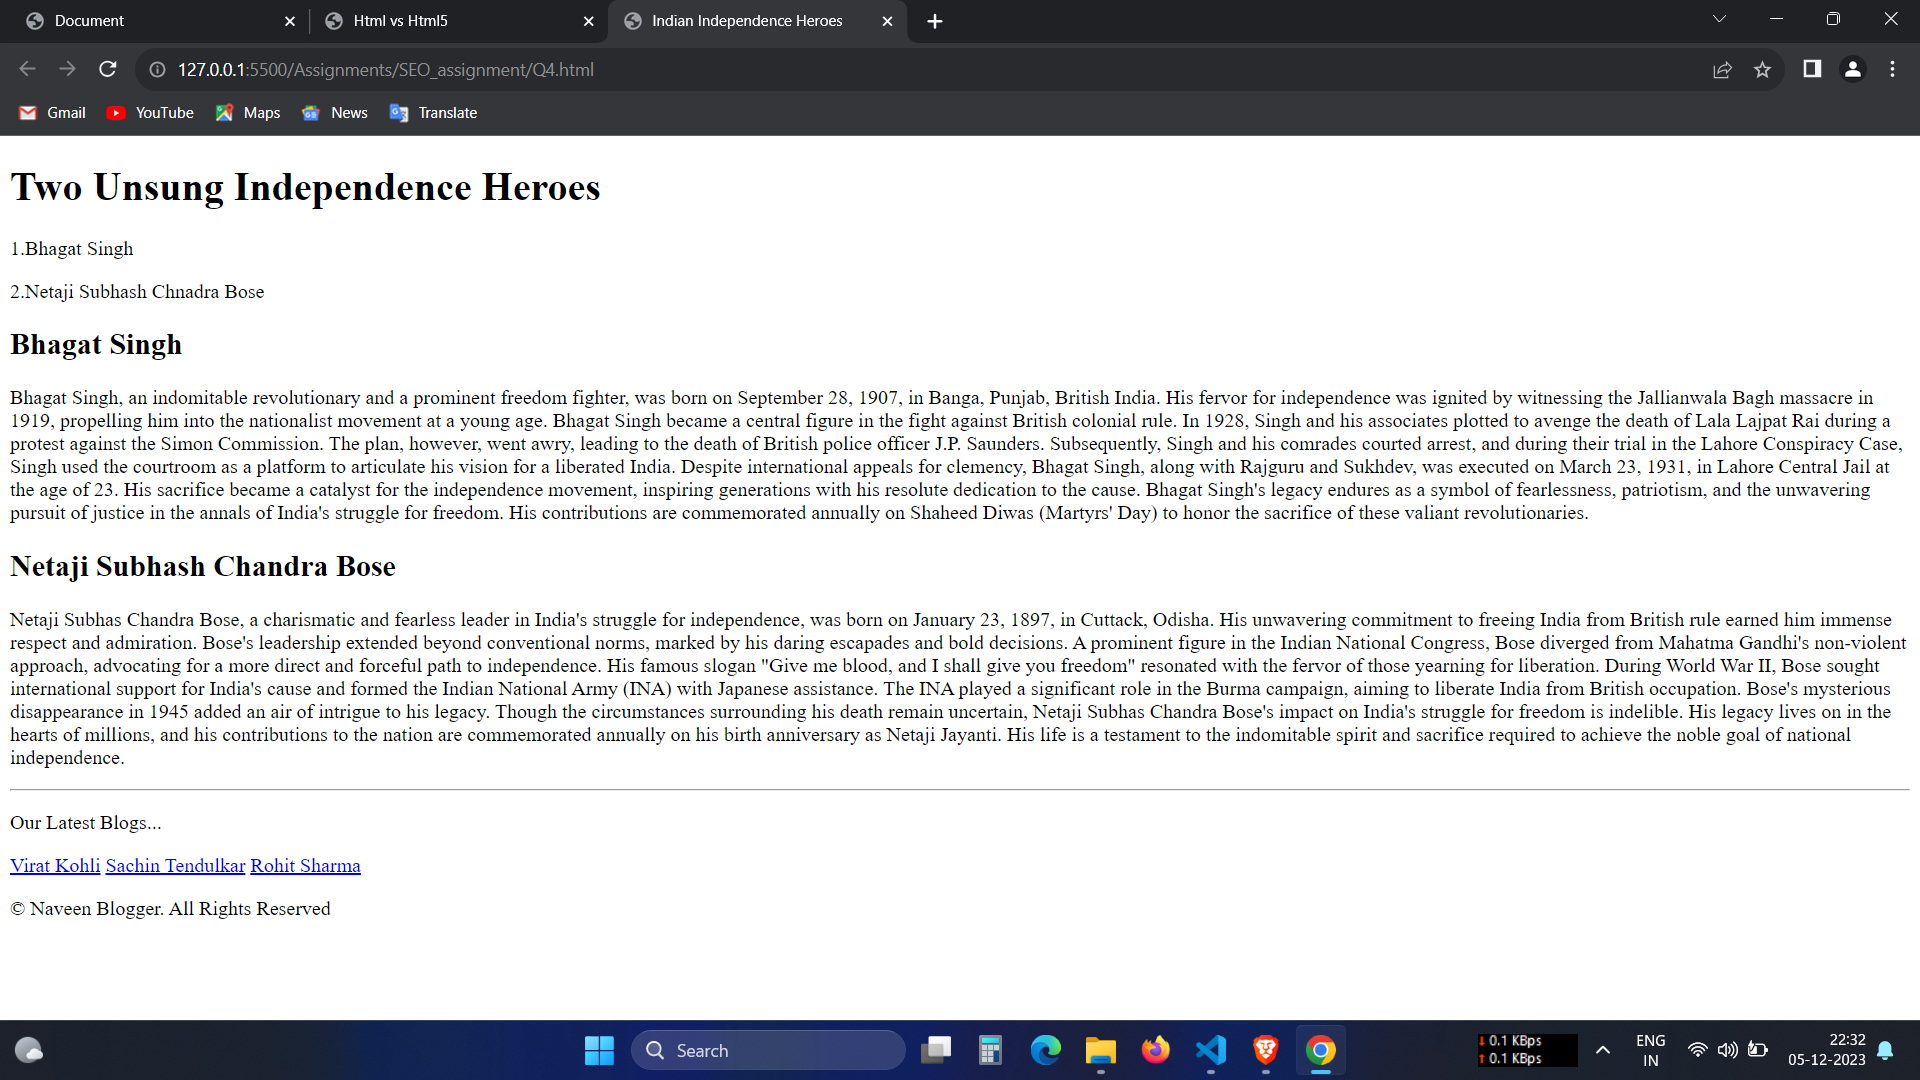 Document
Html vs Html5
Indian Independence Heroes
127.0.0.1:5500/Assignments/SEO_assignment/Q4.html
Gmail YouTube Maps News Translate
Two Unsung Independence Heroes
1.Bhagat Singh
2.Netaji Subhash Chnadra Bose
Bhagat Singh
Bhagat Singh, an indomitable revolutionary and a prominent freedom fighter, was born on September 28, 1907, in Banga, Punjab, British India. His fervor for independence was ignited by witnessing the Jallianwala Bagh massacre in
1919, propelling him into the nationalist movement at a young age. Bhagat Singh became a central figure in the fight against British colonial rule. In 1928, Singh and his associates plotted to avenge the death of Lala Lajpat Rai during a
protest against the Simon Commission. The plan, however, went awry, leading to the death of British police officer J.P. Saunders. Subsequently, Singh and his comrades courted arrest, and during their trial in the Lahore Conspiracy Case,
Singh used the courtroom as a platform to articulate his vision for a liberated India. Despite international appeals for clemency, Bhagat Singh, along with Rajguru and Sukhdev, was executed on March 23, 1931, in Lahore Central Jail at
the age of 23. His sacrifice became a catalyst for the independence movement, inspiring generations with his resolute dedication to the cause. Bhagat Singh's legacy endures as a symbol of fearlessness, patriotism, and the unwavering
pursuit of justice in the annals of India's struggle for freedom. His contributions are commemorated annually on Shaheed Diwas (Martyrs' Day) to honor the sacrifice of these valiant revolutionaries.
Netaji Subhash Chandra Bose
Netaji Subhas Chandra Bose, a charismatic and fearless leader in India's struggle for independence, was born on January 23, 1897, in Cuttack, Odisha. His unwavering commitment to freeing India from British rule earned him immense
respect and admiration. Bose's leadership extended beyond conventional norms, marked by his daring escapades and bold decisions. A prominent figure in the Indian National Congress, Bose diverged from Mahatma Gandhi's non-violent
approach, advocating for a more direct and forceful path to independence. His famous slogan "Give me blood, and I shall give you freedom" resonated with the fervor of those yearning for liberation. During World War II, Bose sought
international support for India's cause and formed the Indian National Army (INA) with Japanese assistance. The INA played a significant role in the Burma campaign, aiming to liberate India from British occupation. Bose's mysterious
disappearance in 1945 added an air of intrigue to his legacy. Though the circumstances surrounding his death remain uncertain, Netaji Subhas Chandra Bose's impact on India's struggle for freedom is indelible. His legacy lives on in the
hearts of millions, and his contributions to the nation are commemorated annually on his birth anniversary as Netaji Jayanti. His life is a testament to the indomitable spirit and sacrifice required to achieve the noble goal of national
independence.
Our Latest Blogs...
Virat Kohli Sachin Tendulkar Rohit Sharma
© Naveen Blogger. All Rights Reserved
Search
0.1 KBps
0.1 KBps
ENG
IN
22:32
05-12-2023